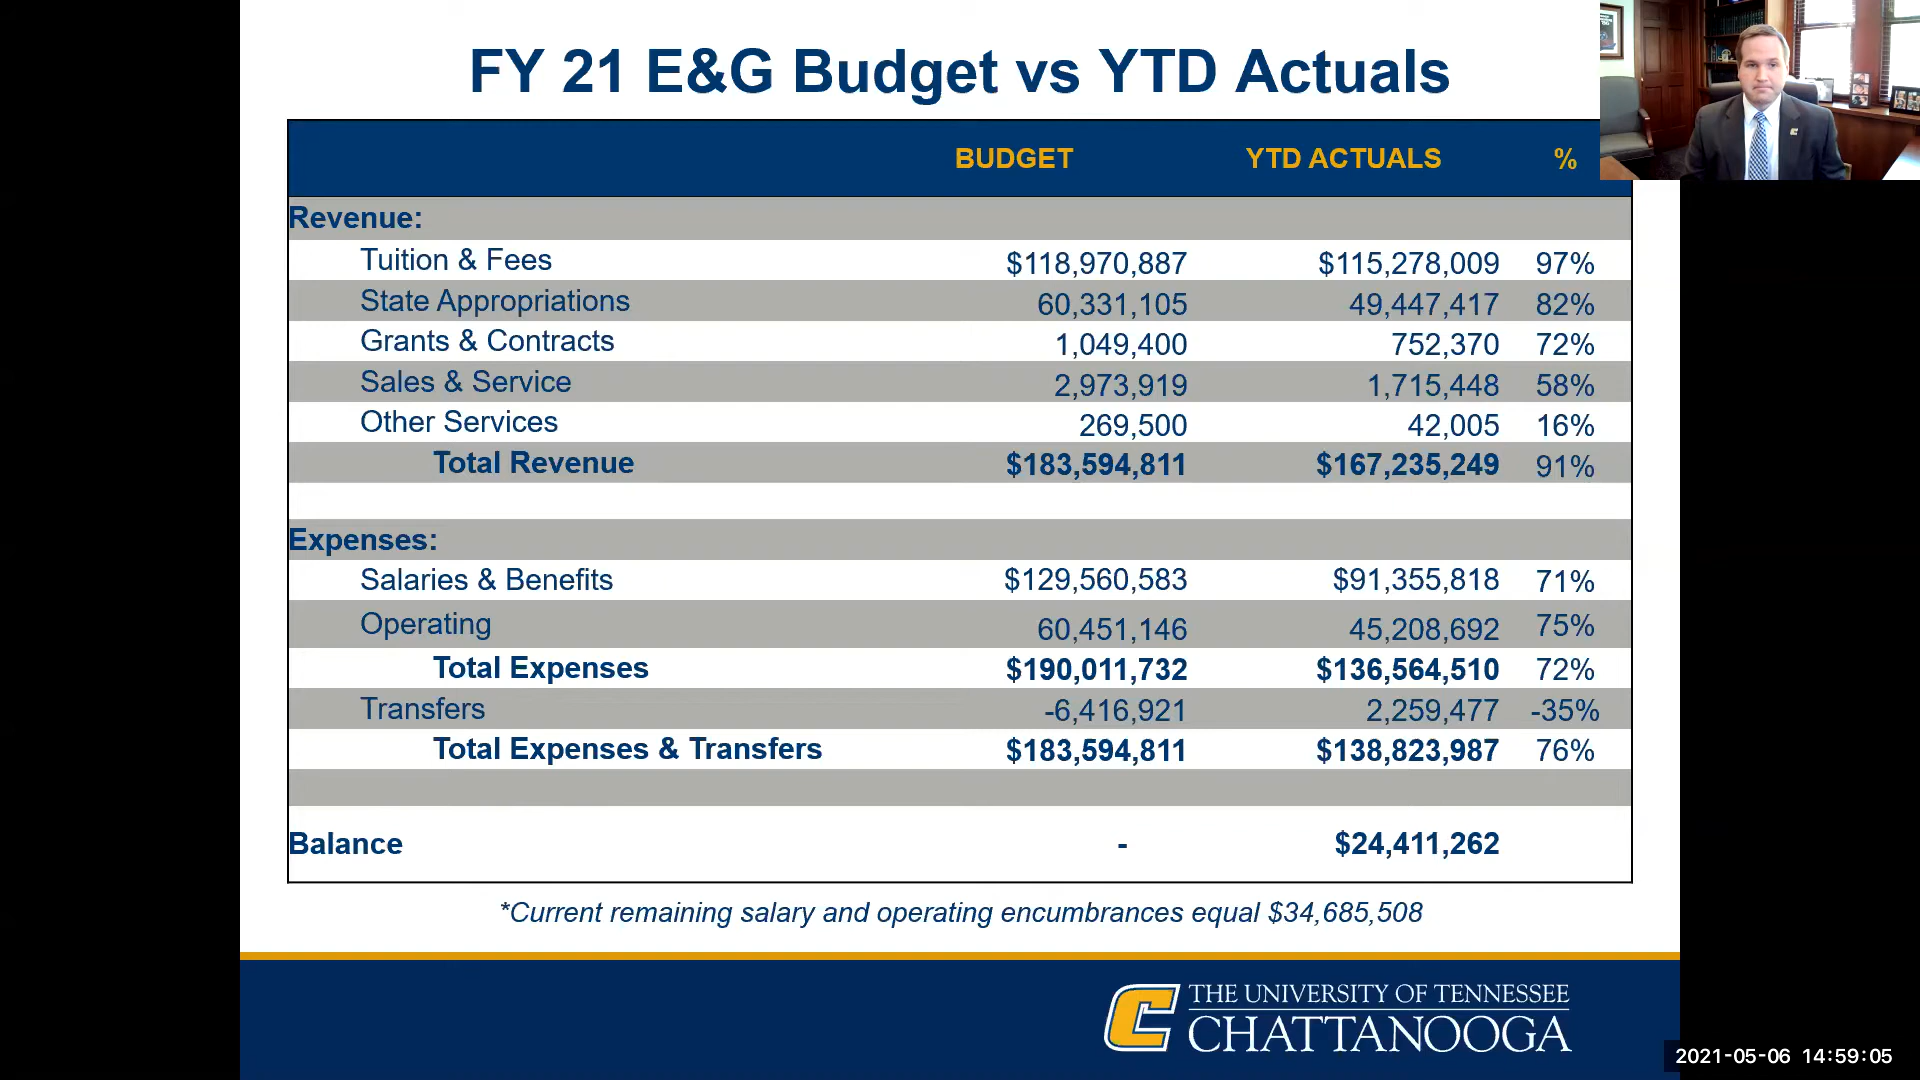 FY 21 E&G Budget vs YTD Actuals
BUDGET YTD ACTUALS %
Revenue:
Tuition & Fees $118,970,887 $115,278,009 97%
State Appropriations 60,331,105 49,447,417 82%
Grants & Contracts 1,049,400 752,370 72%
Sales & Service 2,973,919 1,715,448 58%
Other Services 269,500 42,005 16%
Total Revenue $183,594,811 $167,235,249 91%
Expenses:
Salaries & Benefits $129,560,583 $91,355,818 71%
Operating 60,451,146 45,208,692 75%
Total Expenses $190,011,732 $136,564,510 72%
Transfers -6,416,921 2,259,477 -35%
Total Expenses & Transfers $183,594,811 $138,823,987 76%
Balance - $24,411,262
*Current remaining salary and operating encumbrances equal $34,685,508
C THE UNIVERSITY OF TENNESSEE
CHATTANOOGA
2021-05-06 14:59:05